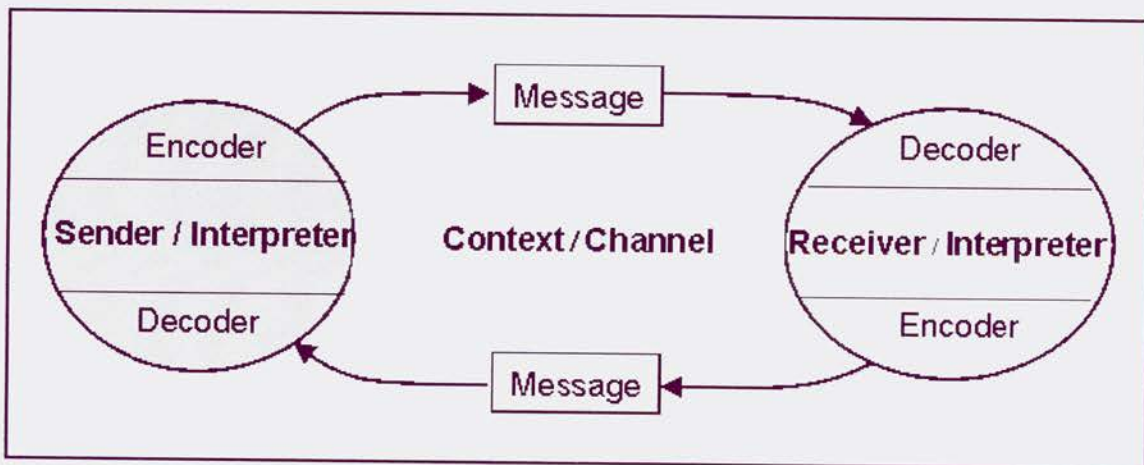 Message
Encoder
Sender / Interpreter
Decoder
Context / Channel
Decoder
Receiver / Interpreter
Encoder
Message